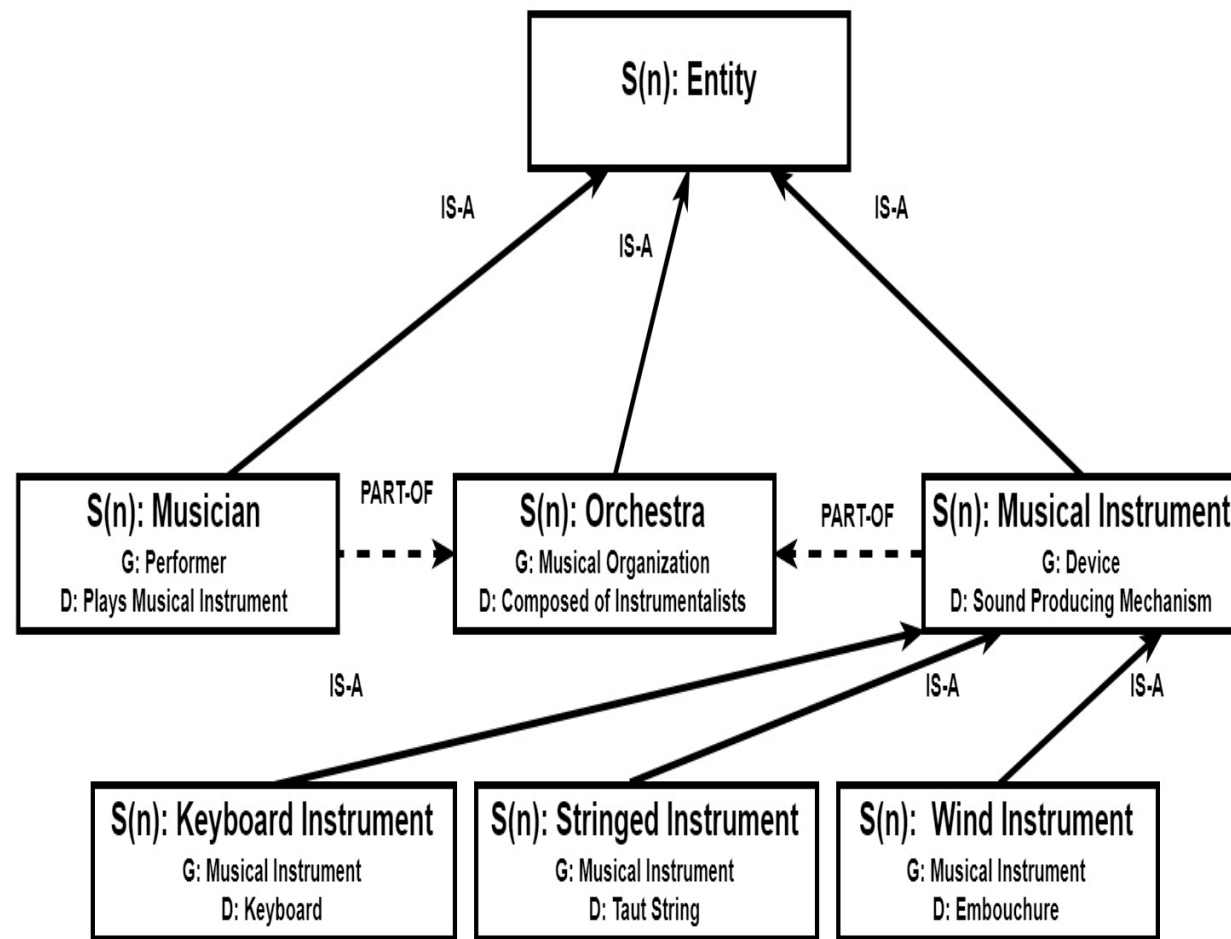 S(n): Entity
IS-A
IS-A
IS-A
S(n): Musician
G: Performer
D: Plays Musical Instrument
PART-OF
S(n): Orchestra
G: Musical Organization
D: Composed of Instrumentalists
PART-OF
S(n): Musical Instrument
G: Device
D: Sound Producing Mechanism
IS-A
IS-A
IS-A
S(n): Keyboard Instrument
G: Musical Instrument
D: Keyboard
S(n): Stringed Instrument
G: Musical Instrument
D: Taut String
S(n): Wind Instrument
G: Musical Instrument
D: Embouchure